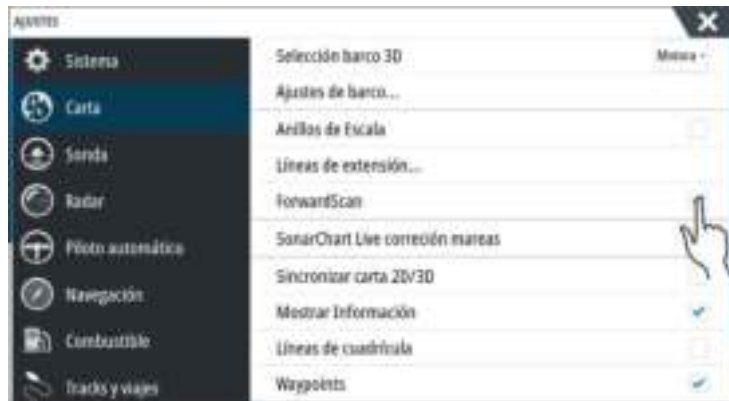 AJUSTES
Sistema
Carta
Sonda
Radar
Piloto automático
Navegación
Combustible
Tracks y viajes
Selección barco 3D
Motora
Ajustes de barco...
Anillos de Escala
Líneas de extensión...
ForwardScan
SonarChart Live correción mareas
Sincronizar carta 2D/3D
Mostrar Información
Líneas de cuadrícula
Waypoints